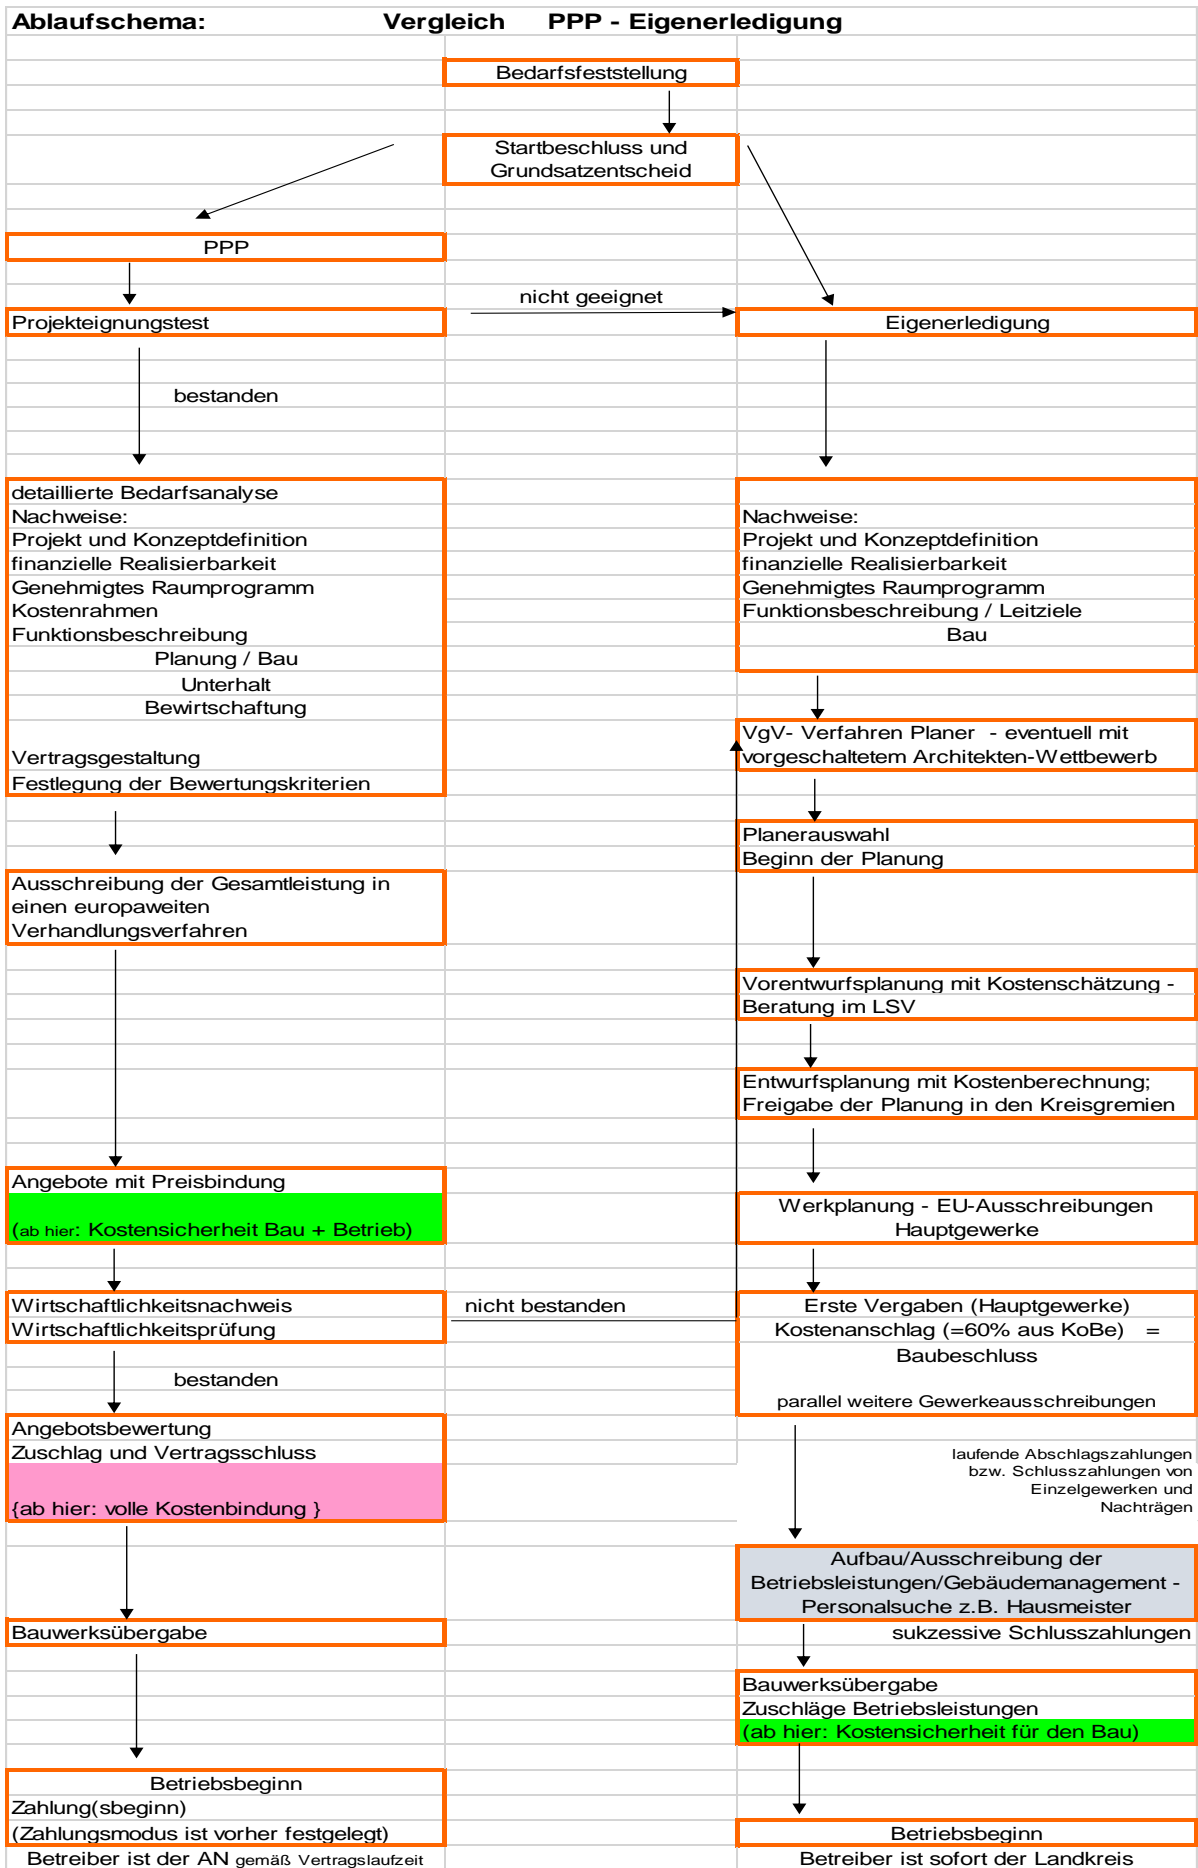 Ablaufschema: Vergleich PPP - Eigenerledigung
Bedarfsfeststellung
Startbeschluss und
Grundsatzentscheid
PPP
nicht geeignet
Projekteignungstest
Eigenerledigung
bestanden
detaillierte Bedarfsanalyse
Nachweise:
Projekt und Konzeptdefinition
finanzielle Realisierbarkeit
Genehmigtes Raumprogramm
Kostenrahmen
Funktionsbeschreibung
Planung / Bau
Unterhalt
Bewirtschaftung
Vertragsgestaltung
Festlegung der Bewertungskriterien
Nachweise:
Projekt und Konzeptdefinition
finanzielle Realisierbarkeit
Genehmigtes Raumprogramm
Funktionsbeschreibung / Leitziele
Bau
VgV- Verfahren Planer - eventuell mit
vorgeschaltetem Architekten-Wettbewerb
Planerauswahl
Beginn der Planung
Ausschreibung der Gesamtleistung in
einen europaweiten
Verhandlungsverfahren
Vorentwurfsplanung mit Kostenschätzung -
Beratung im LSV
Entwurfsplanung mit Kostenberechnung;
Freigabe der Planung in den Kreisgremien
Angebote mit Preisbindung
(ab hier: Kostensicherheit Bau + Betrieb)
Werkplanung - EU-Ausschreibungen
Hauptgewerke
Wirtschaftlichkeitsnachweis
Wirtschaftlichkeitsprüfung
nicht bestanden
Erste Vergaben (Hauptgewerke)
Kostenanschlag (=60% aus KoBe) =
Baubeschluss
parallel weitere Gewerkeausschreibungen
bestanden
Angebotsbewertung
Zuschlag und Vertragsschluss
{ab hier: volle Kostenbindung }
laufende Abschlagszahlungen
bzw. Schlusszahlungen von
Einzelgewerken und
Nachträgen
Aufbau/Ausschreibung der
Betriebsleistungen/Gebäudemanagement -
Personalsuche z.B. Hausmeister
Bauwerksübergabe
sukzessive Schlusszahlungen
Bauwerksübergabe
Zuschläge Betriebsleistungen
(ab hier: Kostensicherheit für den Bau)
Betriebsbeginn
Zahlung(sbeginn)
(Zahlungsmodus ist vorher festgelegt)
Betreiber ist der AN gemäß Vertragslaufzeit
Betriebsbeginn
Betreiber ist sofort der Landkreis